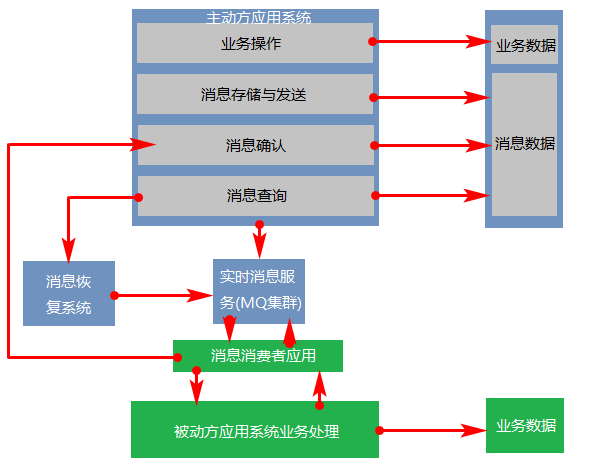 主动方应用系统
业务操作
业务数据
消息存储与发送
消息确认
消息数据
消息查询
消息恢
复系统
实时消息服
务(MQ集群)
消息消费者应用
被动方应用系统业务处理
业务数据